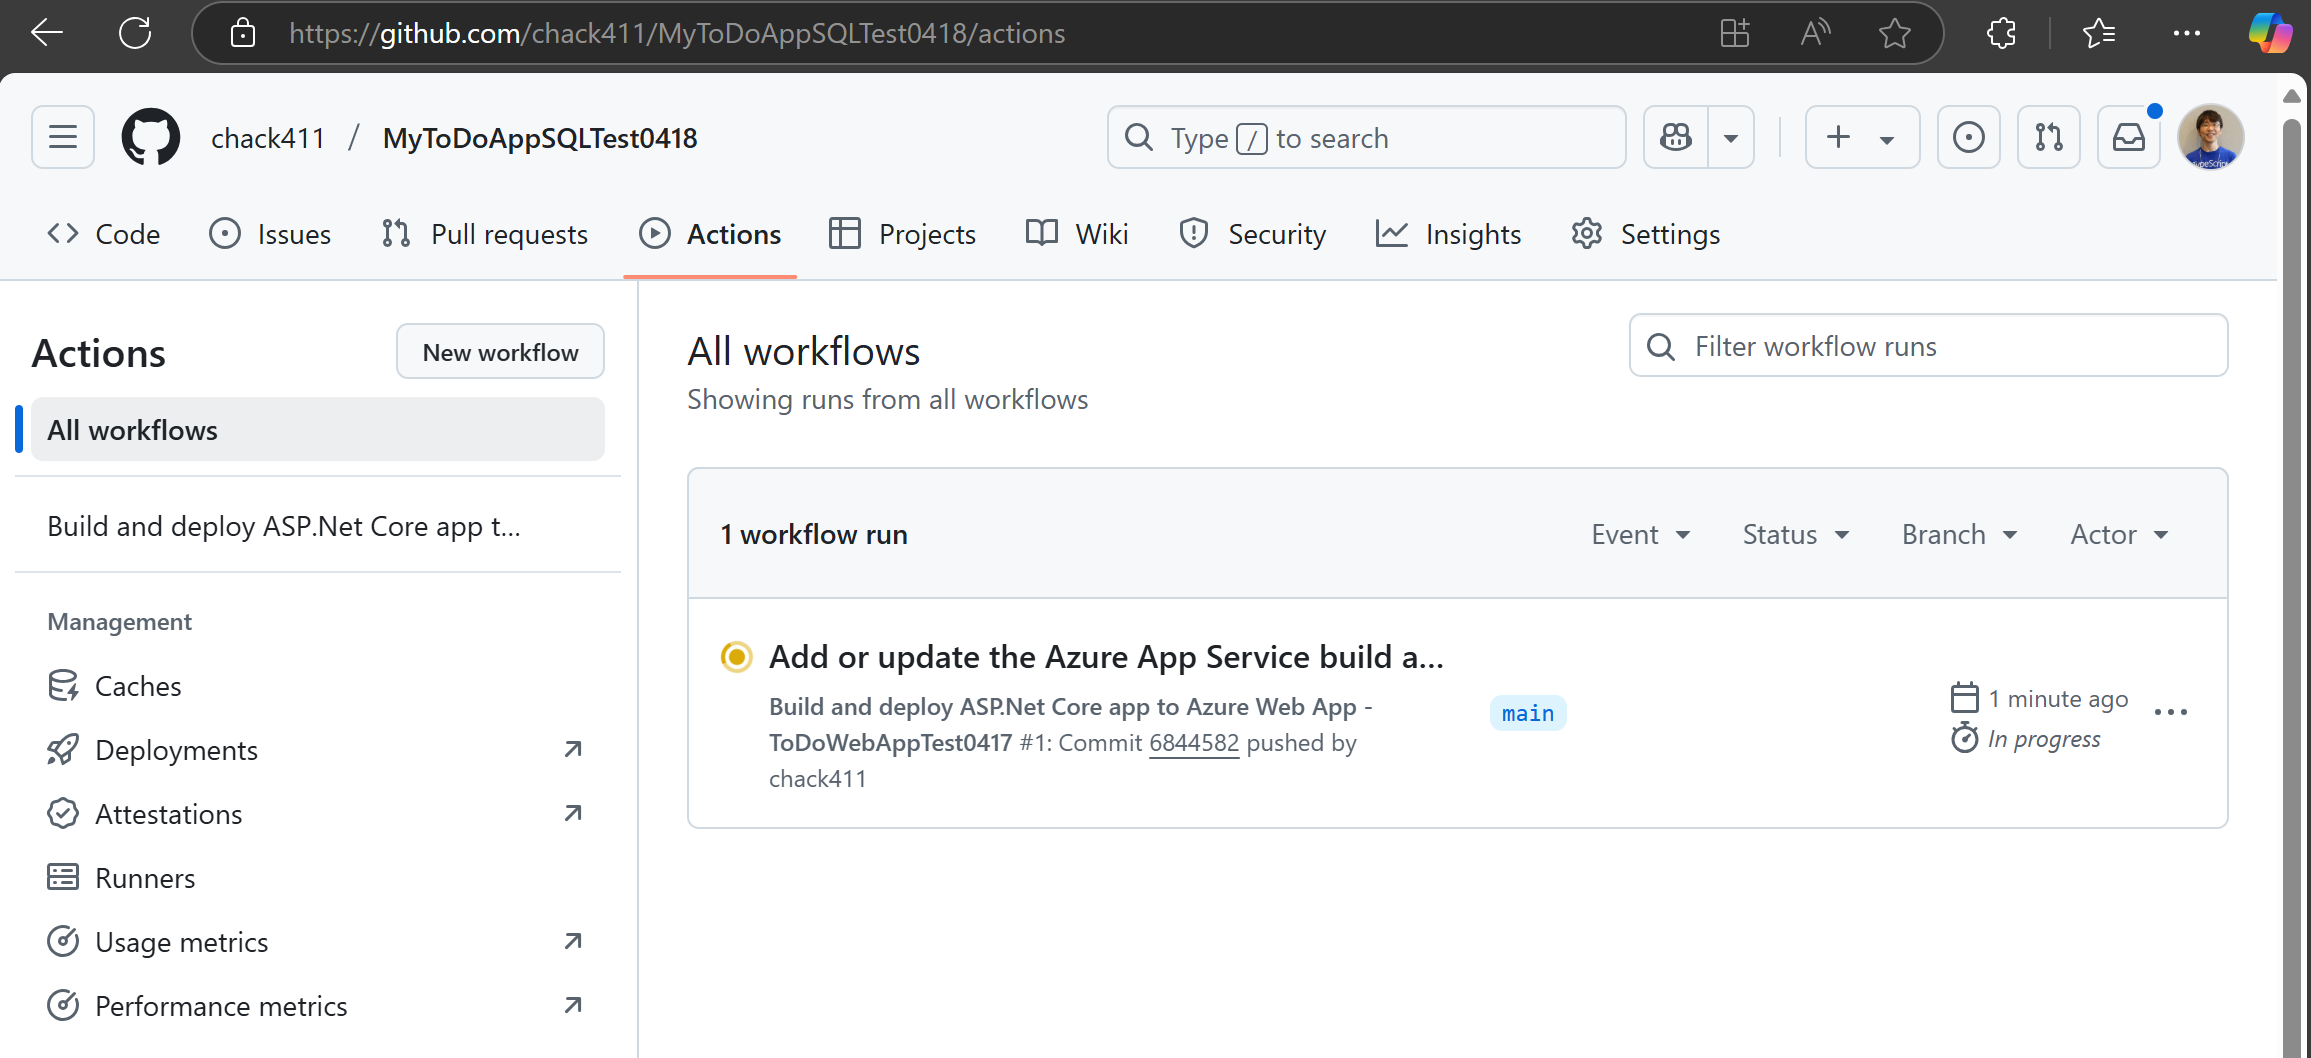 https://github.com/chack411/MyToDoAppSQLTest0418/actions
chack411 / MyToDoAppSQLTest0418
Type / to search
Code Issues Pull requests Actions Projects Wiki Security Insights Settings
Actions
New workflow
All workflows
Build and deploy ASP.Net Core app t...
Management
Caches
Deployments
Attestations
Runners
Usage metrics
Performance metrics
All workflows
Showing runs from all workflows
Filter workflow runs
1 workflow run
Event Status Branch Actor
Add or update the Azure App Service build a...
Build and deploy ASP.Net Core app to Azure Web App -
ToDoWebAppTest0417 #1: Commit 6844582 pushed by
chack411
main
1 minute ago
In progress